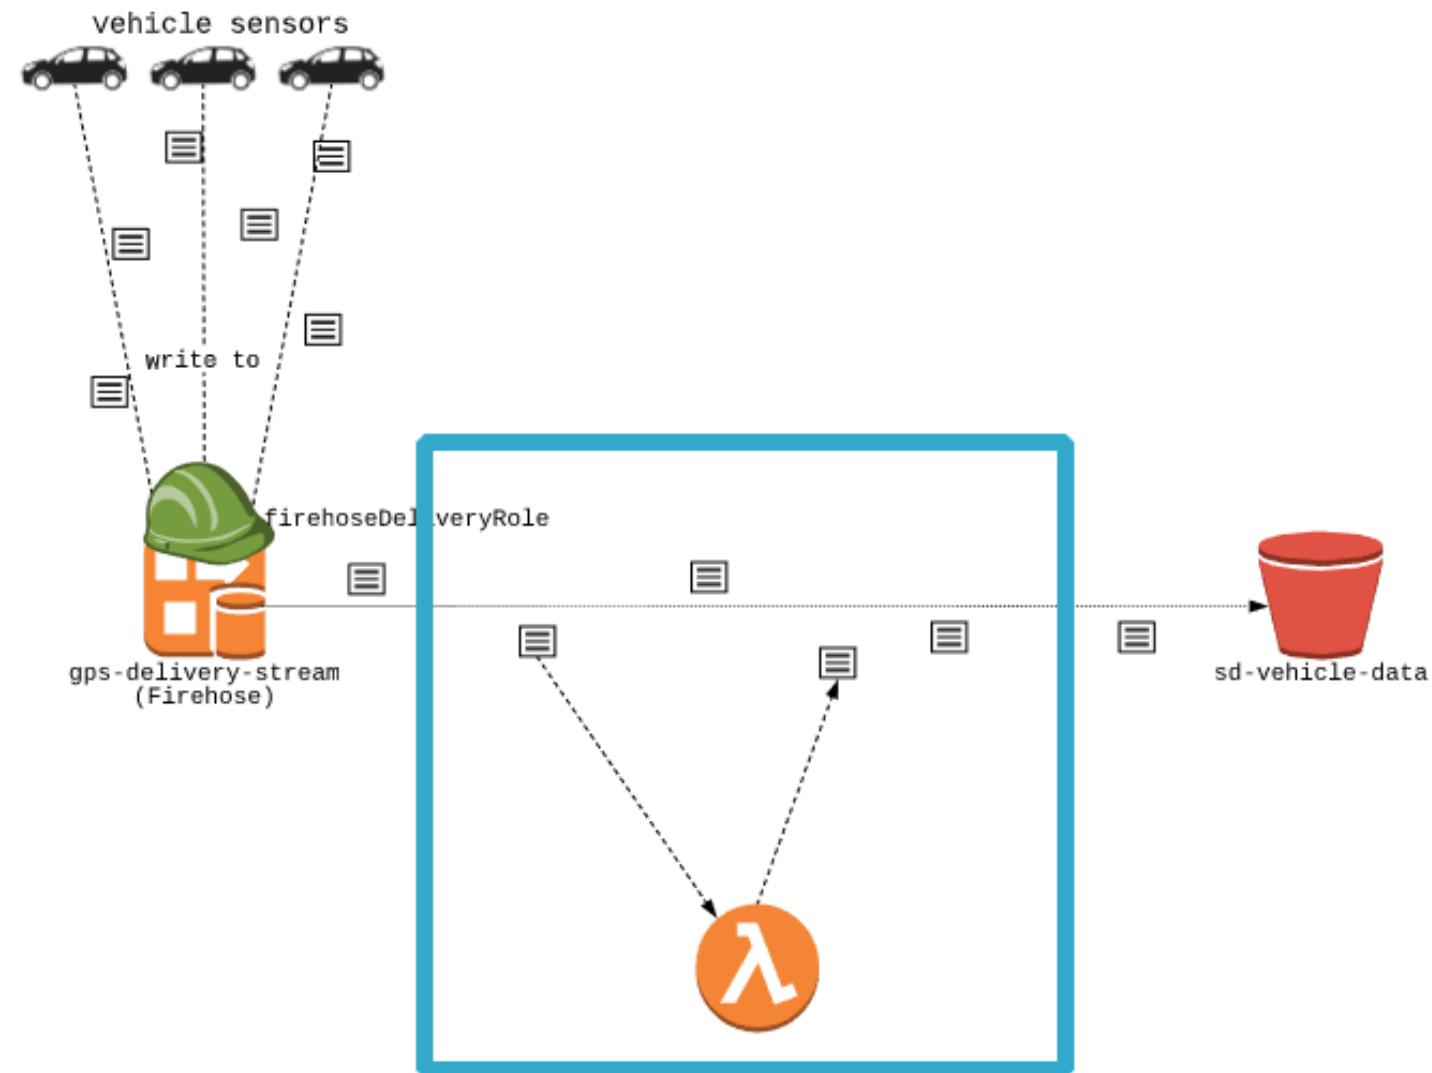 vehicle sensors
write to
firehoseDeliveryRole
gps-delivery-stream
(Firehose)
sd-vehicle-data
λ